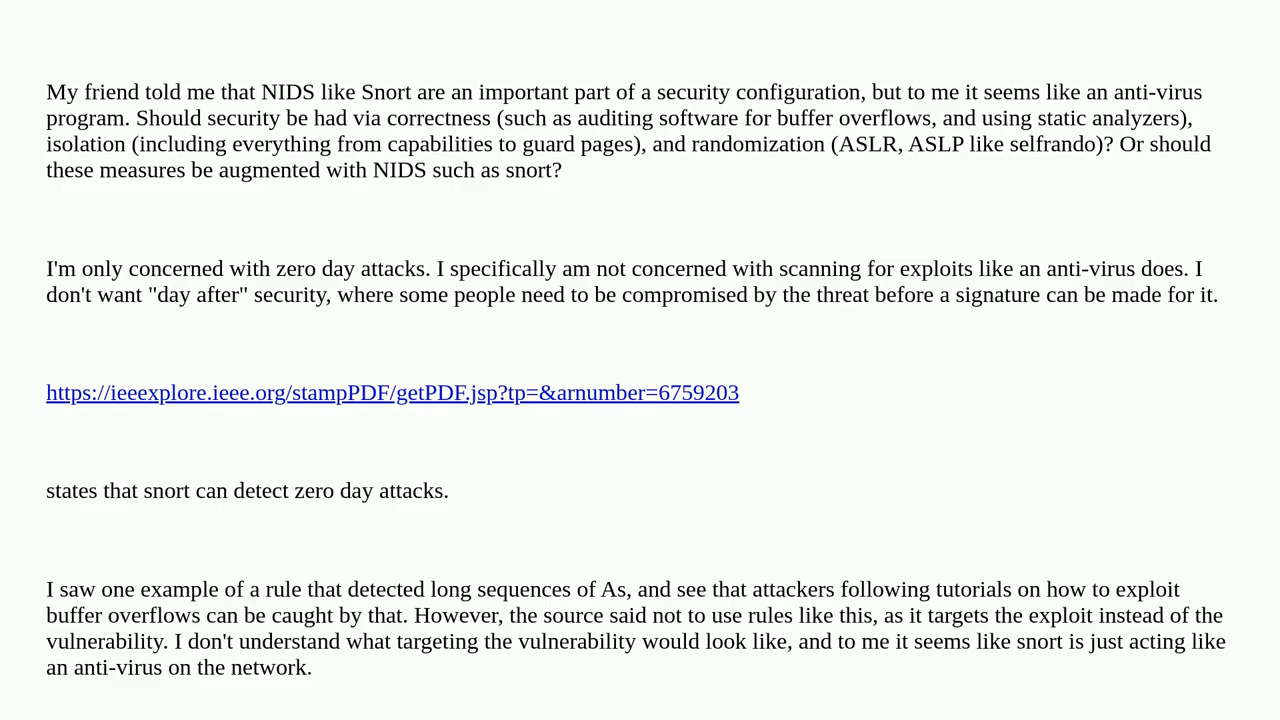 My friend told me that NIDS like Snort are an important part of a security configuration, but to me it seems like an anti-virus
program. Should security be had via correctness (such as auditing software for buffer overflows, and using static analyzers),
isolation (including everything from capabilities to guard pages), and randomization (ASLR, ASLP like selfrando)? Or should
these measures be augmented with NIDS such as snort?
I'm only concerned with zero day attacks. I specifically am not concerned with scanning for exploits like an anti-virus does. I
don't want "day after" security, where some people need to be compromised by the threat before a signature can be made for it.
https://ieeexplore.ieee.org/stampPDF/getPDF.jsp?tp=&arnumber=6759203
states that snort can detect zero day attacks.
I saw one example of a rule that detected long sequences of As, and see that attackers following tutorials on how to exploit
buffer overflows can be caught by that. However, the source said not to use rules like this, as it targets the exploit instead of the
vulnerability. I don't understand what targeting the vulnerability would look like, and to me it seems like snort is just acting like
an anti-virus on the network.